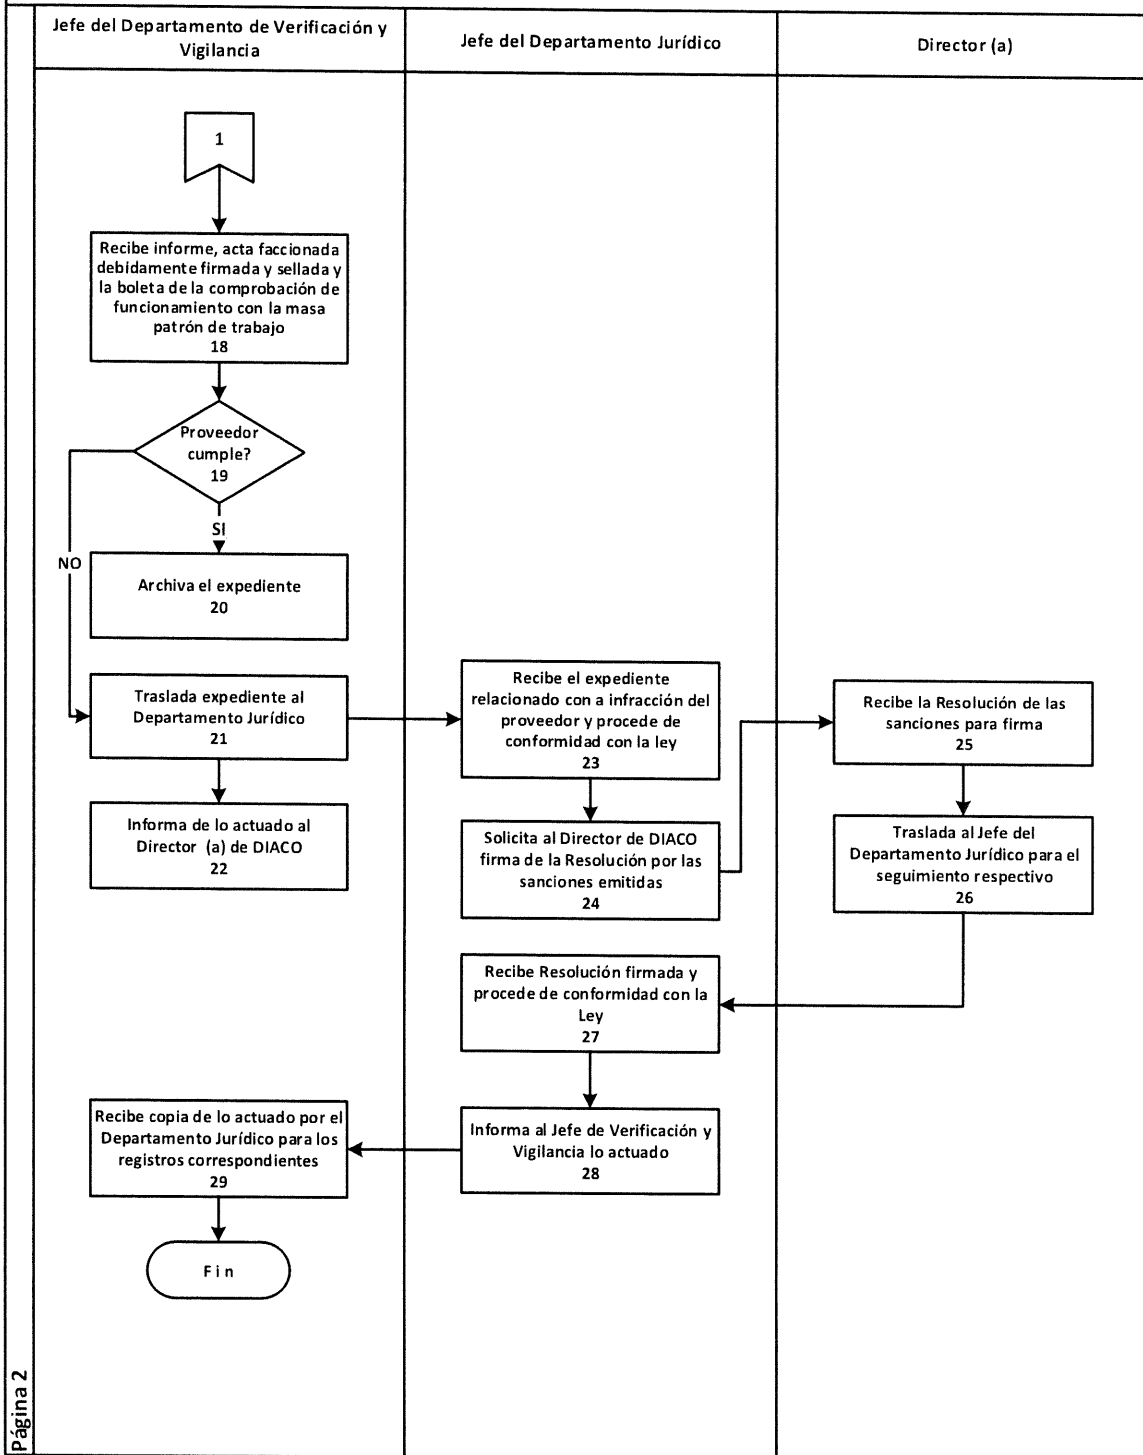 Jefe del Departamento de Verificación y
Vigilancia
Jefe del Departamento Jurídico
Director (a)
1
Recibe informe, acta faccionada
debidamente firmada y sellada y
la boleta de la comprobación de
funcionamiento con la masa
patrón de trabajo
18
Proveedor
cumple?
19
SI
NO
Archiva el expediente
20
Traslada expediente al
Departamento Jurídico
21
Informa de lo actuado al
Director (a) de DIACO
22
Recibe el expediente
relacionado con a infracción del
proveedor y procede de
conformidad con la ley
23
Solicita al Director de DIACO
firma de la Resolución por las
sanciones emitidas
24
Recibe la Resolución de las
sanciones para firma
25
Traslada al Jefe del
Departamento Jurídico para el
seguimiento respectivo
26
Recibe Resolución firmada y
procede de conformidad con la
Ley
27
Informa al Jefe de Verificación y
Vigilancia lo actuado
28
Recibe copia de lo actuado por el
Departamento Jurídico para los
registros correspondientes
29
Fin
Página 2